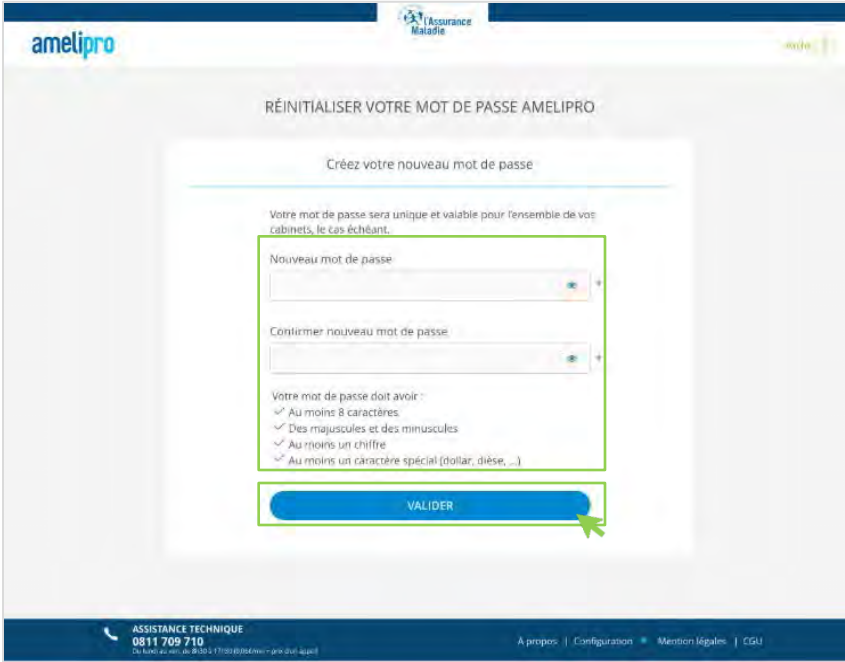 l'Assurance
Maladie
amelipro
RÉINITIALISER VOTRE MOT DE PASSE AMELIPRO
Créez votre nouveau mot de passe
Votre mot de passe sera unique et valable pour l'ensemble de vos
cabinets, le cas échéant.
Nouveau mot de passe
*
Confirmer nouveau mot de passe
*
Votre mot de passe doit avoir :
Au moins 8 caractères
Des majuscules et des minuscules
Au moins un chiffre
Au moins un caractère spécial (dollar, dièse, ...)
VALIDER
ASSISTANCE TECHNIQUE
0811 709 710
A propos | Configuration Mention légales | CGU